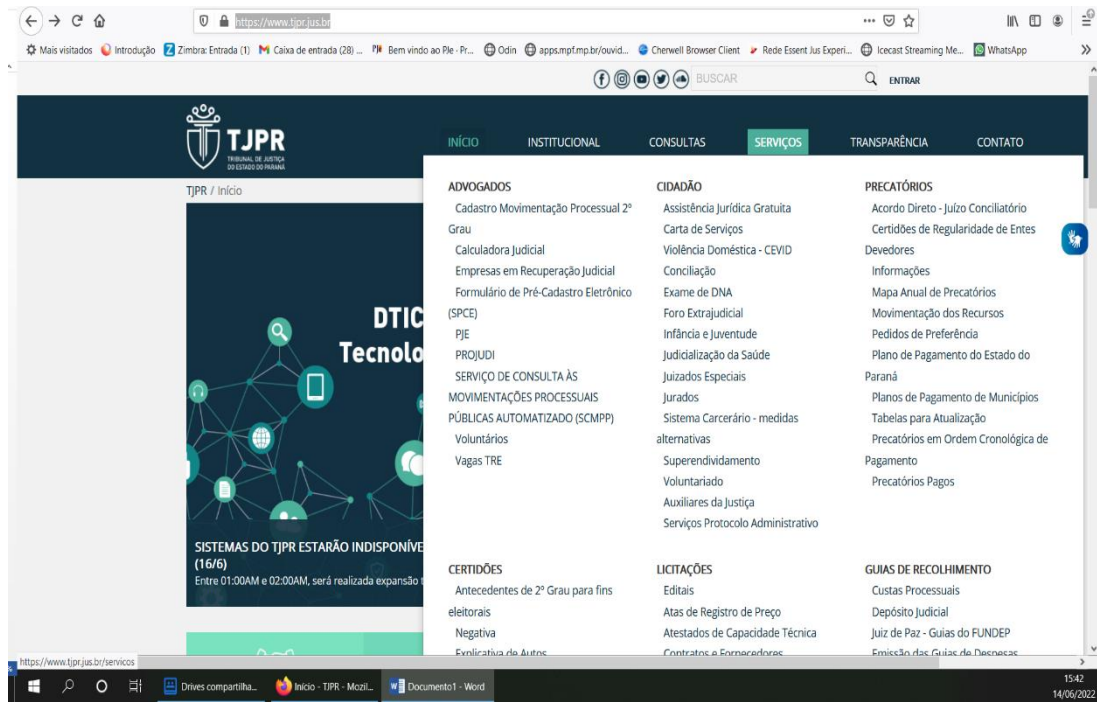 https://www.tjpr.jus.br
Mais visitados Introdução Zimbra: Entrada (1) Caixa de entrada (28) ... Bem vindo ao PJe - Pr... Odin apps.mpf.mp.br/ouvid... Cherwell Browser Client Rede Essent Jus Experi... Icecast Streaming Me... WhatsApp
BUSCAR ENTRAR
TJPR
TRIBUNAL DE JUSTIÇA
DO ESTADO DO PARANÁ
INÍCIO INSTITUCIONAL CONSULTAS SERVIÇOS TRANSPARÊNCIA CONTATO
TJPR / Início
DTIC
Tecnolo
SISTEMAS DO TJPR ESTARÃO INDISPONÍVE
(16/6)
Entre 01:00AM e 02:00AM, será realizada expansão t
ADVOGADOS
Cadastro Movimentação Processual 2º
Grau
Calculadora Judicial
Empresas em Recuperação Judicial
Formulário de Pré-Cadastro Eletrônico
(SPCE)
PJE
PROJUDI
SERVIÇO DE CONSULTA ÀS
MOVIMENTAÇÕES PROCESSUAIS
PÚBLICAS AUTOMATIZADO (SCMPP)
Voluntários
Vagas TRE
CIDADÃO
Assistência Jurídica Gratuita
Carta de Serviços
Violência Doméstica - CEVID
Conciliação
Exame de DNA
Foro Extrajudicial
Infância e Juventude
Judicialização da Saúde
Juizados Especiais
Jurados
Sistema Carcerário - medidas
alternativas
Superendividamento
Voluntariado
Auxiliares da Justiça
Serviços Protocolo Administrativo
PRECATÓRIOS
Acordo Direto - Juízo Conciliatório
Certidões de Regularidade de Entes
Devedores
Informações
Mapa Anual de Precatórios
Movimentação dos Recursos
Pedidos de Preferência
Plano de Pagamento do Estado do
Paraná
Planos de Pagamento de Municípios
Tabelas para Atualização
Precatórios em Ordem Cronológica de
Pagamento
Precatórios Pagos
CERTIDÕES
Antecedentes de 2º Grau para fins
eleitorais
Negativa
Explicativa de Autos
LICITAÇÕES
Editais
Atas de Registro de Preço
Atestados de Capacidade Técnica
Contratos e Fornecedores
GUIAS DE RECOLHIMENTO
Custas Processuais
Depósito Judicial
Juiz de Paz - Guias do FUNDEP
Emissão das Guias de Despesas
https://www.tjpr.jus.br/servicos
Drives compartilha... Início - TJPR - Mozil... Documento1 - Word
15:42
14/06/2022